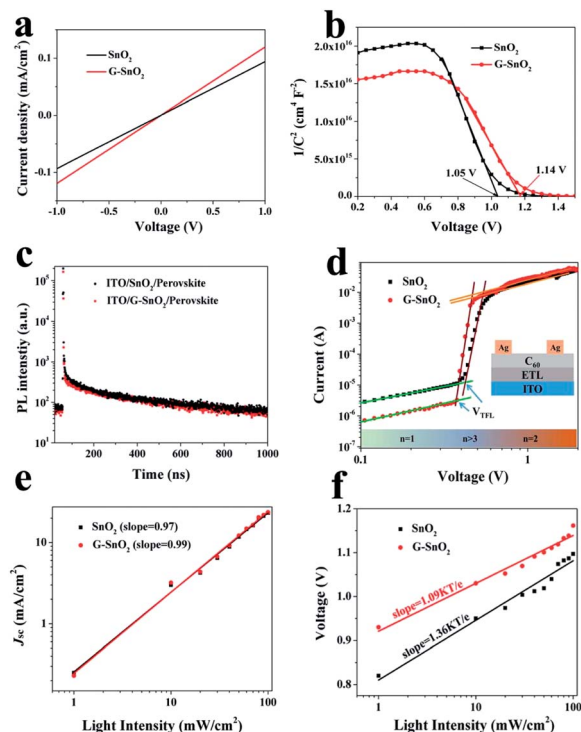 a
Current density (mA/cm²)
0.1
0.0
-0.1
SnO₂
G-SnO₂
-1.0 -0.5 0.0 0.5 1.0
Voltage (V)
b
1/C² (cm⁴ F⁻²)
2.0x10¹⁶
1.5x10¹⁶
1.0x10¹⁶
5.0x10¹⁵
0.0
SnO₂
G-SnO₂
1.05 V
1.14 V
0.2 0.4 0.6 0.8 1.0 1.2 1.4
Voltage (V)
c
PL intensitiy (a.u.)
10⁵
10⁴
10³
10²
10¹
ITO/SnO₂/Perovskite
ITO/G-SnO₂/Perovskite
200 400 600 800 1000
Time (ns)
d
Current (A)
10⁻¹
10⁻²
10⁻³
10⁻⁴
10⁻⁵
10⁻⁶
10⁻⁷
SnO₂
G-SnO₂
Ag Ag
C₆₀
ETL
ITO
V_TFL
n=1 n>3 n=2
0.1 1
Voltage (V)
e
Jsc (mA/cm²)
10
1
SnO₂ (slope=0.97)
G-SnO₂ (slope=0.99)
1 10 100
Light Intensity (mW/cm²)
f
Voltage (V)
1.2
1.1
1.0
0.9
0.8
SnO₂
G-SnO₂
slope=1.09KT/e
slope=1.36KT/e
1 10 100
Light Intensity (mW/cm²)